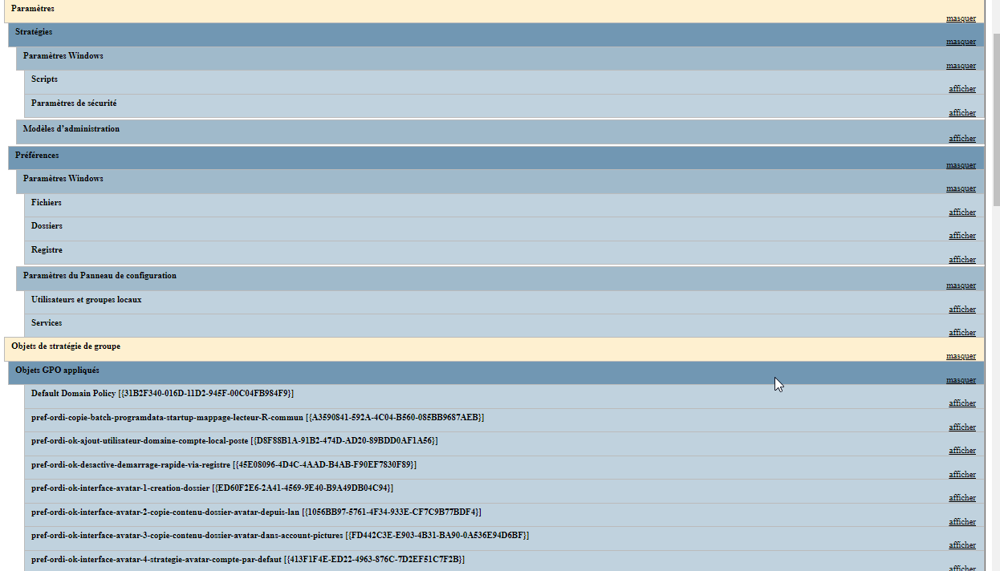 Paramètres
masquer
Stratégies
masquer
Paramètres Windows
masquer
Scripts
afficher
Paramètres de sécurité
afficher
Modèles d'administration
afficher
Préférences
masquer
Paramètres Windows
masquer
Fichiers
afficher
Dossiers
afficher
Registre
afficher
Paramètres du Panneau de configuration
masquer
Utilisateurs et groupes locaux
afficher
Services
afficher
Objets de stratégie de groupe
masquer
Objets GPO appliqués
masquer
Default Domain Policy [{31B2F340-016D-11D2-945F-00C04FB984F9}]
afficher
pref-ordi-copie-batch-programdata-startup-mappage-lecteur-R-commun [{A3590841-592A-4C04-B560-085BB9687AEB}]
afficher
pref-ordi-ok-ajout-utilisateur-domaine-compte-local-poste [{D8F88B1A-91B2-474D-AD20-89BDD0AF1A56}]
afficher
pref-ordi-ok-desactive-demarrage-rapide-via-registre [{45E08096-4D4C-4AAD-B4AB-F90EF7830F89}]
afficher
pref-ordi-ok-interface-avatar-1-creation-dossier [{ED60F2E6-2A41-4569-9E40-B9A49DB04C94}]
afficher
pref-ordi-ok-interface-avatar-2-copie-contenu-dossier-avatar-depuis-lan [{1056BB97-5761-4F34-933E-CF7C9B77BDF4}]
afficher
pref-ordi-ok-interface-avatar-3-copie-contenu-dossier-avatar-dans-account-pictures [{FD442C3E-E903-4B31-BA90-0A536E94D6BF}]
afficher
pref-ordi-ok-interface-avatar-4-strategie-avatar-compte-par-defaut [{413F1F4E-ED22-4963-876C-7D2EF51C7F2B}]
afficher